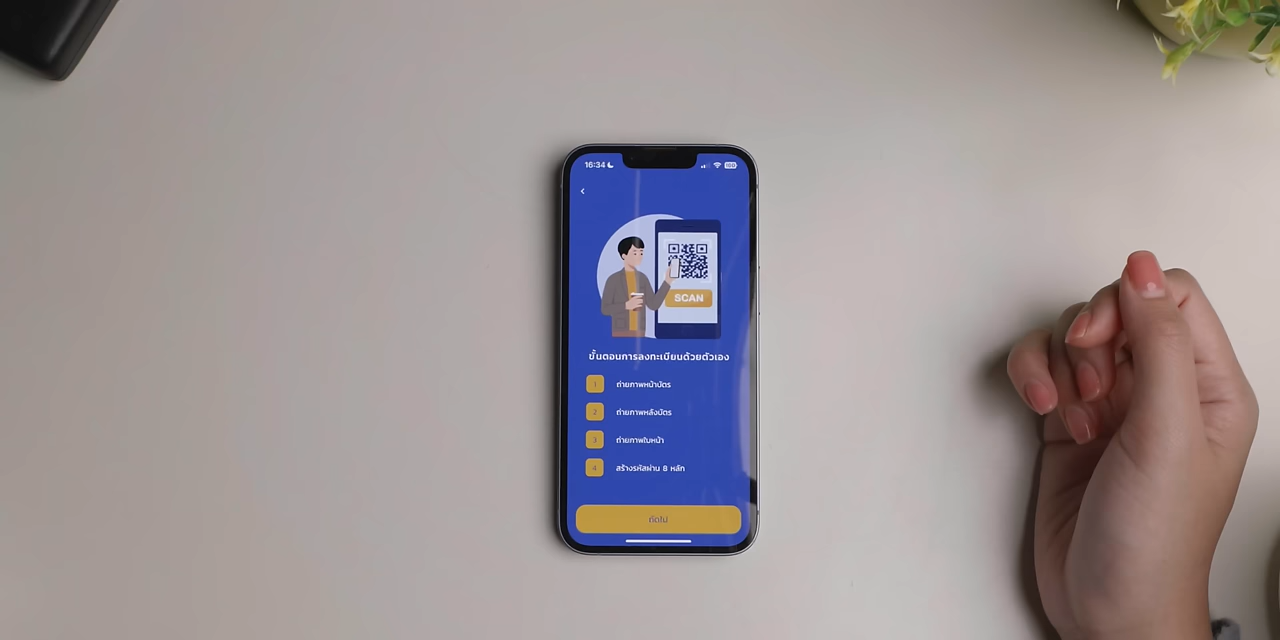 16:34
100
SCAN
ขั้นตอนการลงทะเบียนด้วยตัวเอง
1 ถ่ายภาพหน้าบัตร
2 ถ่ายภาพหลังบัตร
3 ถ่ายภาพใบหน้า
4 สร้างรหัสผ่าน 8 หลัก
ถัดไป